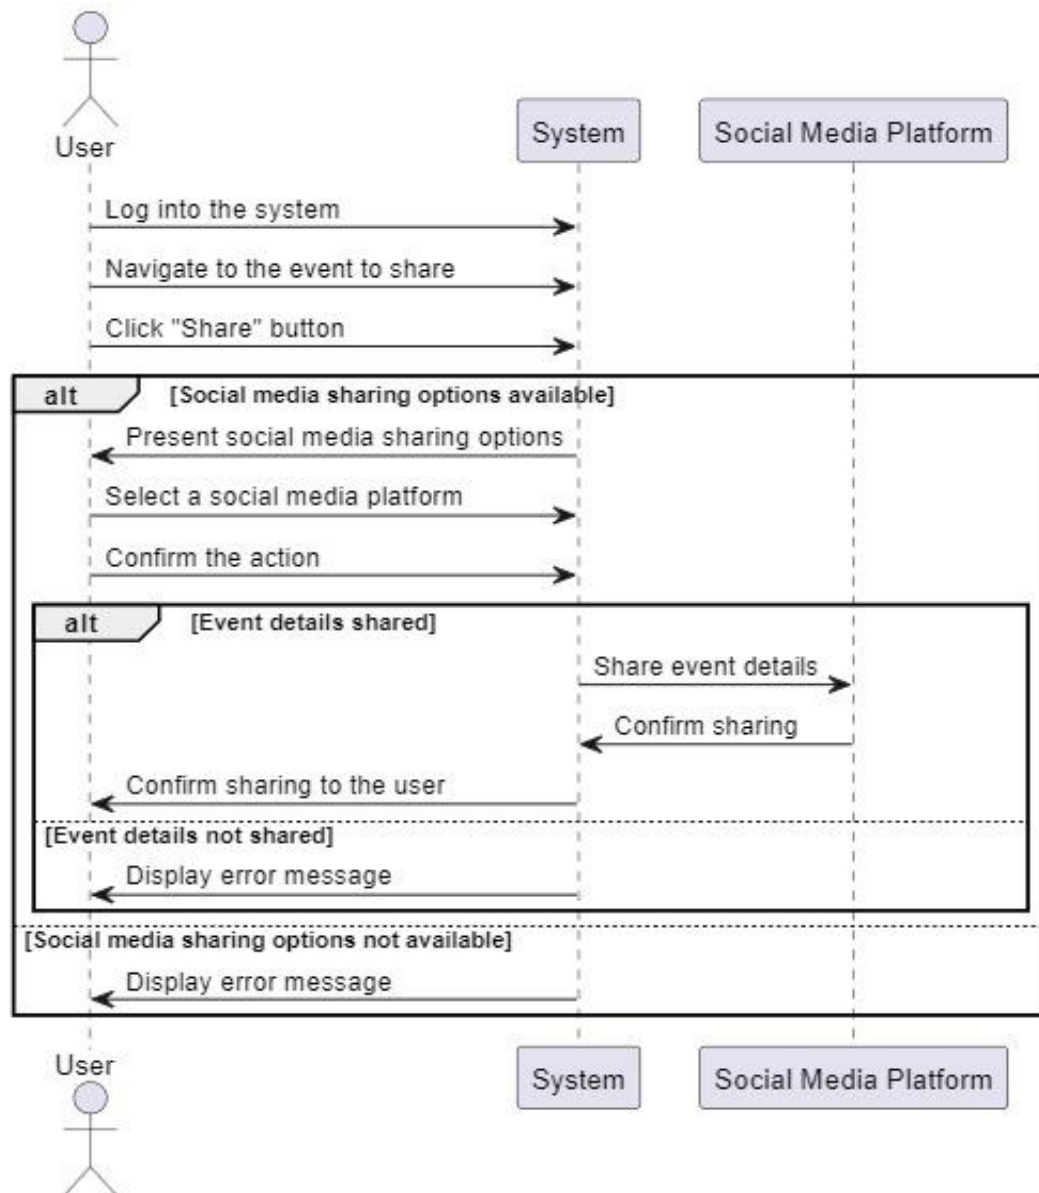 User
System
Social Media Platform
Log into the system
Navigate to the event to share
Click "Share" button
alt
[Social media sharing options available]
Present social media sharing options
Select a social media platform
Confirm the action
alt
[Event details shared]
Share event details
Confirm sharing
Confirm sharing to the user
[Event details not shared]
Display error message
[Social media sharing options not available]
Display error message
User
System
Social Media Platform